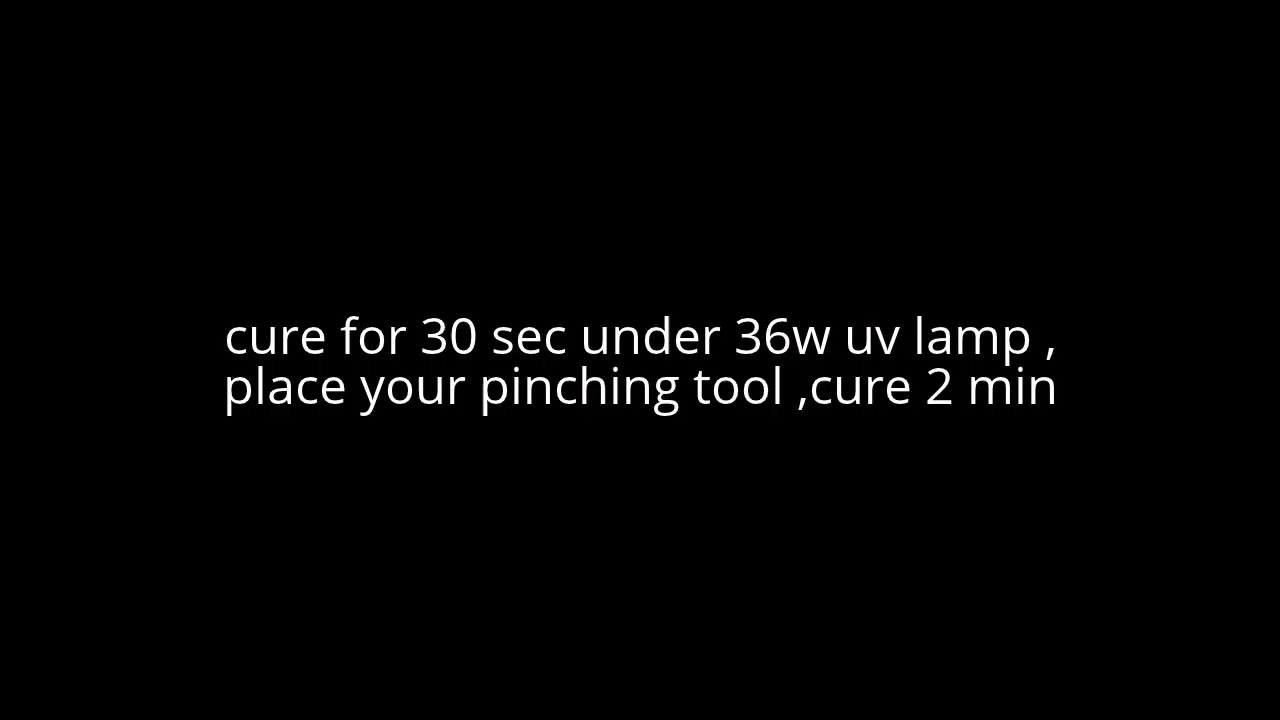 cure for 30 sec under 36w uv lamp ,
place your pinching tool ,cure 2 min